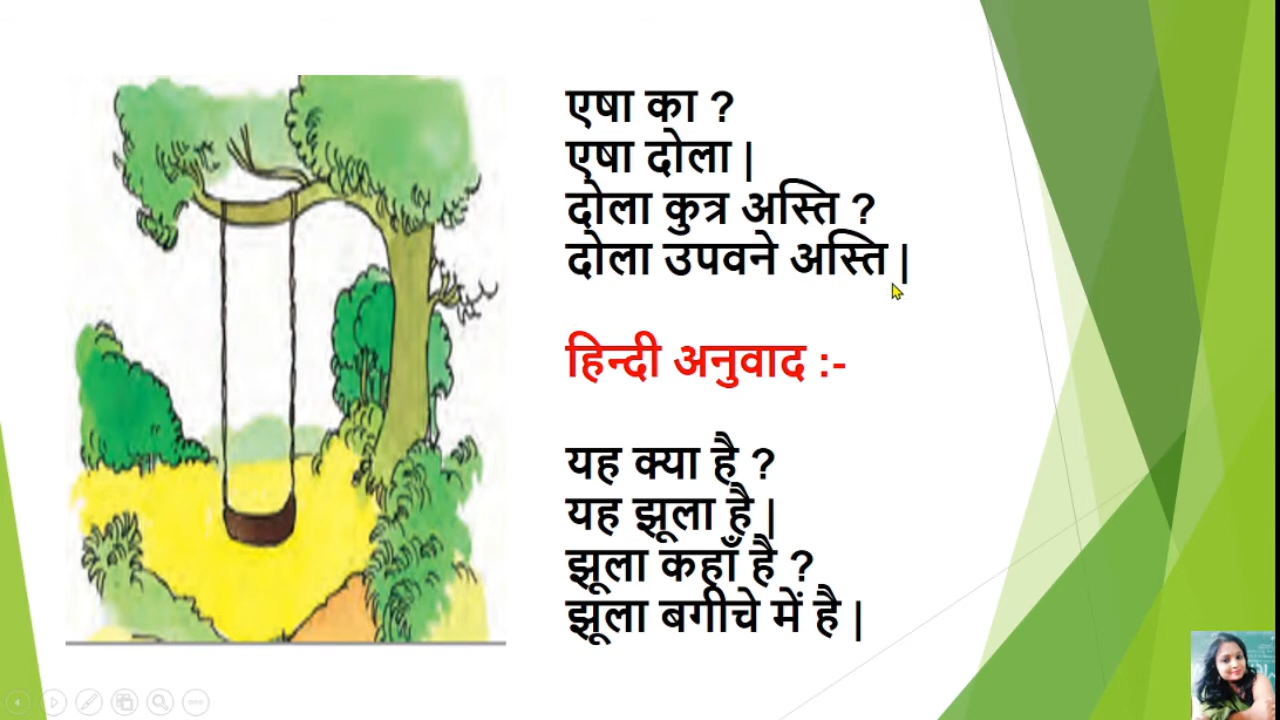 एषा का ?
एषा दोला |
दोला कुत्र अस्ति ?
दोला उपवने अस्ति |
हिन्दी अनुवाद :-
यह क्या है ?
यह झूला है |
झूला कहाँ है ?
झूला बगीचे में है |